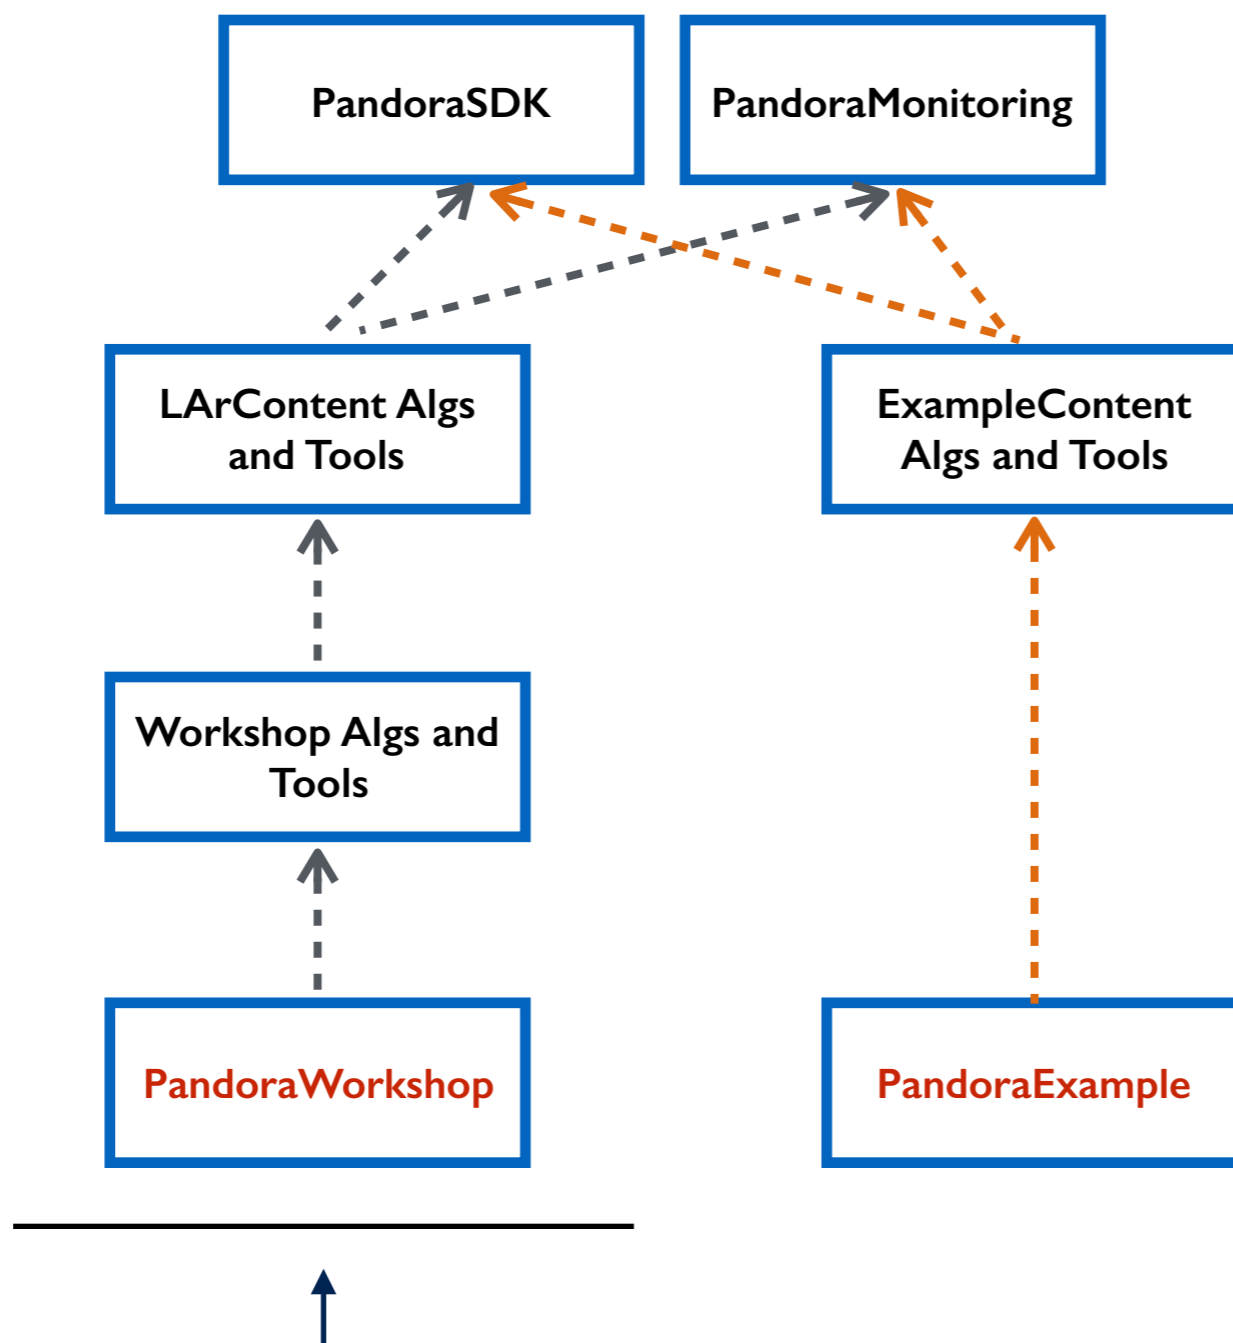 PandoraSDK
PandoraMonitoring
LArContent Algs
and Tools
ExampleContent
Algs and Tools
Workshop Algs and
Tools
PandoraWorkshop
PandoraExample